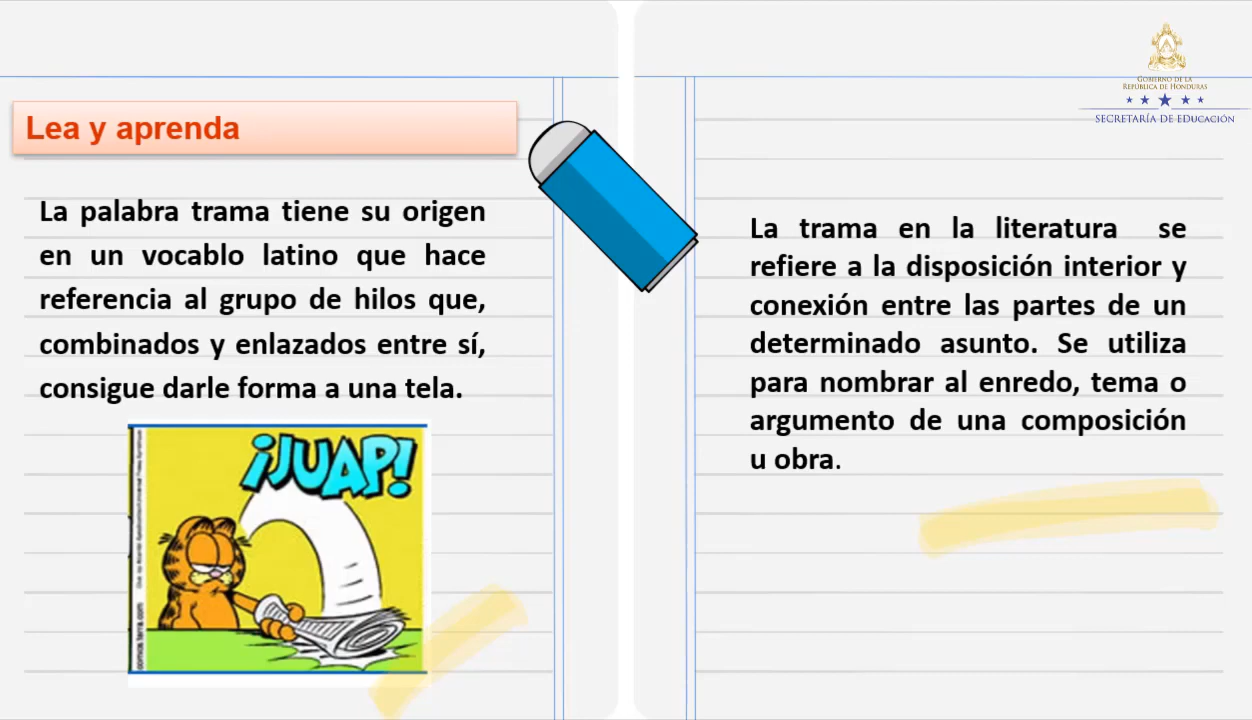 Lea y aprenda
La palabra trama tiene su origen
en un vocablo latino que hace
referencia al grupo de hilos que,
combinados y enlazados entre sí,
consigue darle forma a una tela.
¡JUAP!
comos.terra.com
GOBIERNO DE LA
REPÚBLICA DE HONDURAS
SECRETARÍA DE EDUCACIÓN
La trama en la literatura se
refiere a la disposición interior y
conexión entre las partes de un
determinado asunto. Se utiliza
para nombrar al enredo, tema o
argumento de una composición
u obra.